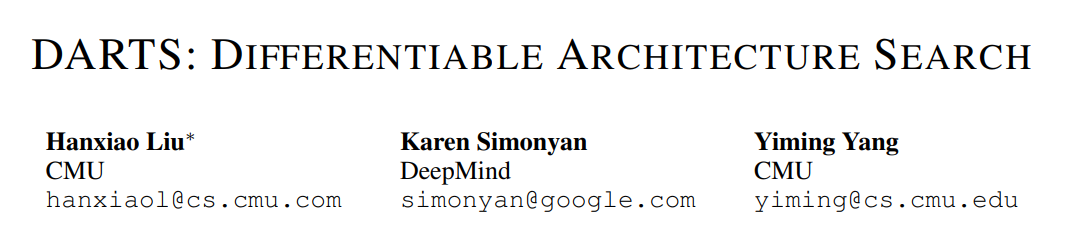 DARTS: DIFFERENTIABLE ARCHITECTURE SEARCH
Hanxiao Liu*
CMU
hanxiaol@cs.cmu.com
Karen Simonyan
DeepMind
simonyan@google.com
Yiming Yang
CMU
yiming@cs.cmu.edu